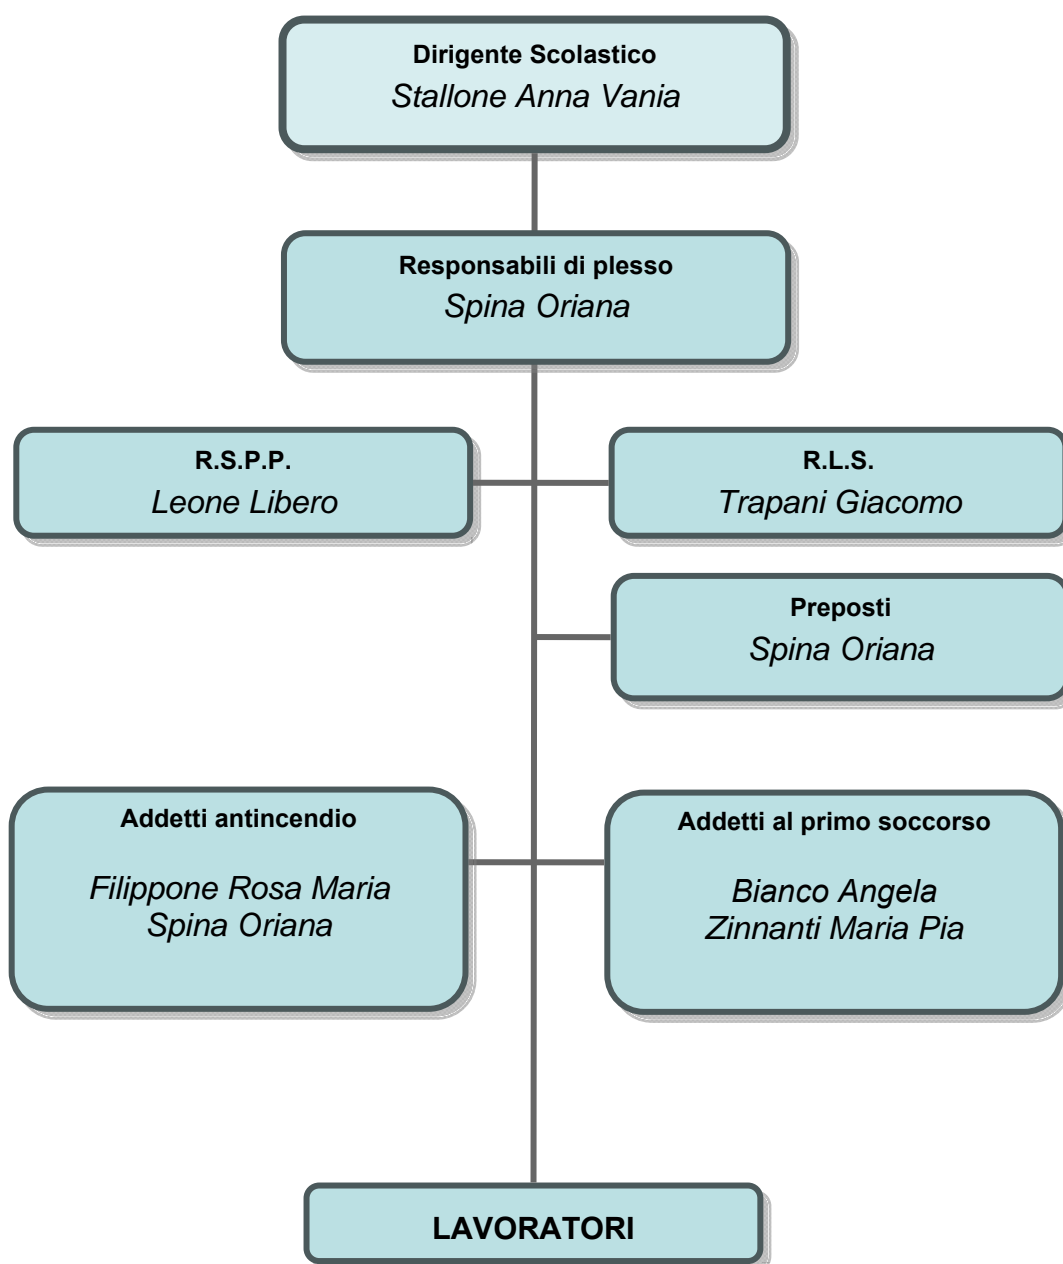 Dirigente Scolastico
Stallone Anna Vania
Responsabili di plesso
Spina Oriana
R.S.P.P.
Leone Libero
R.L.S.
Trapani Giacomo
Preposti
Spina Oriana
Addetti antincendio
Filippone Rosa Maria
Spina Oriana
Addetti al primo soccorso
Bianco Angela
Zinnanti Maria Pia
LAVORATORI